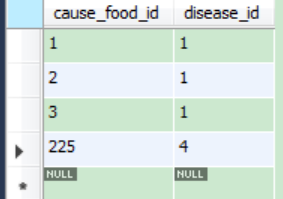 cause_food_id disease_id
1 1
2 1
3 1
225 4
NULL NULL